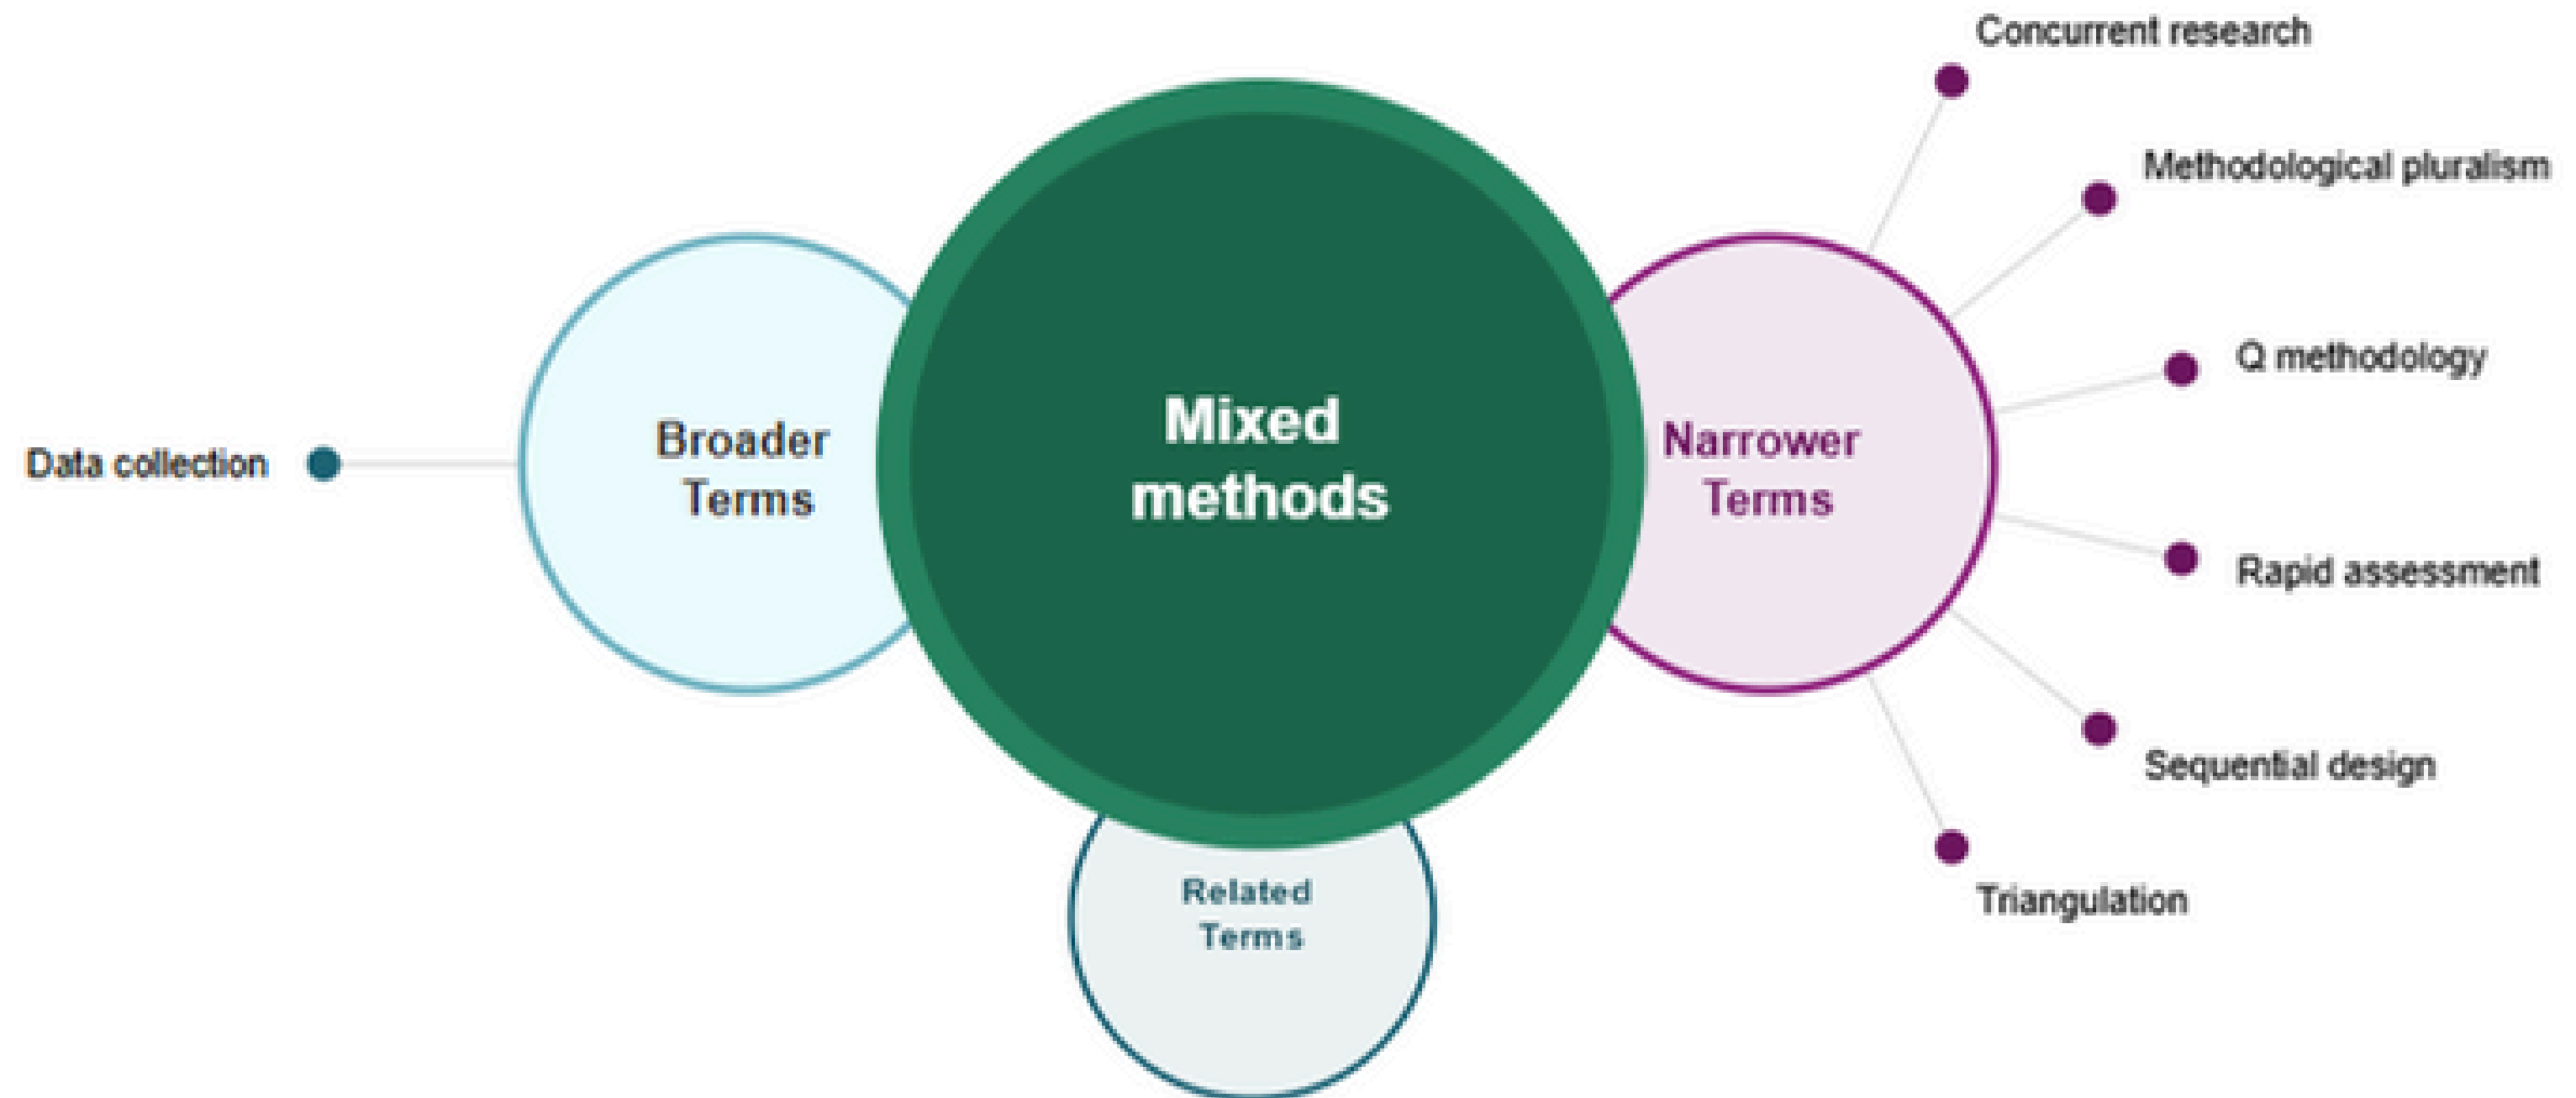 Concurrent research
Methodological pluralism
Q methodology
Data collection
Broader
Terms
Mixed
methods
Narrower
Terms
Rapid assessment
Sequential design
Triangulation
Related
Terms